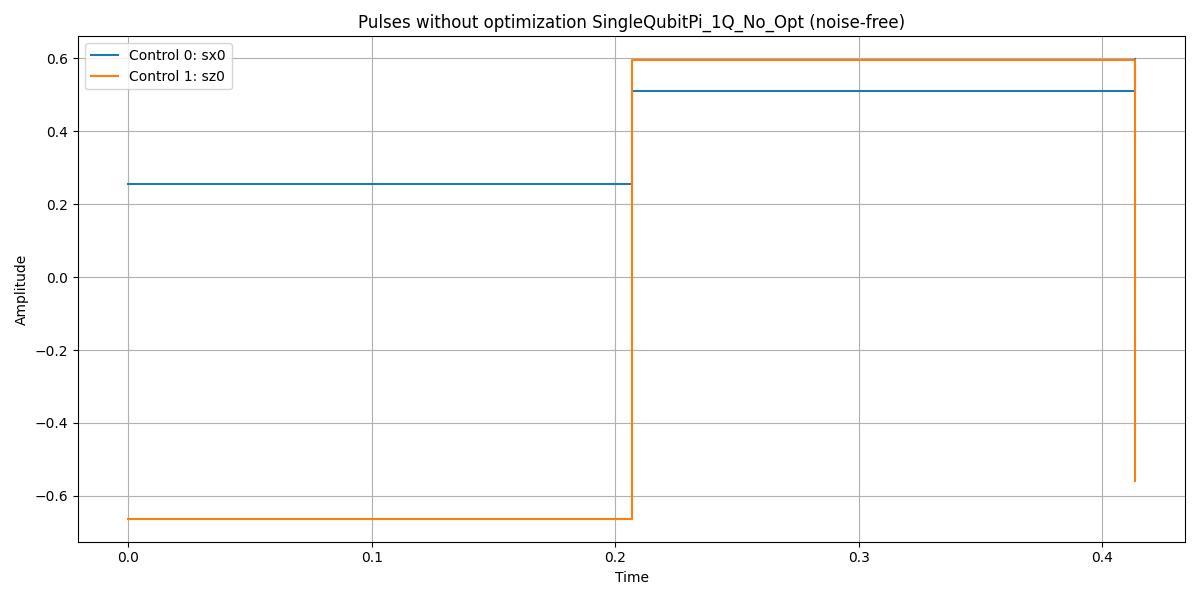 Pulses without optimization SingleQubitPi_1Q_No_Opt (noise-free)
Control 0: sx0
Control 1: sz0
Amplitude
0.6
0.4
0.2
0.0
−0.2
−0.4
−0.6
0.0 0.1 0.2 0.3 0.4
Time